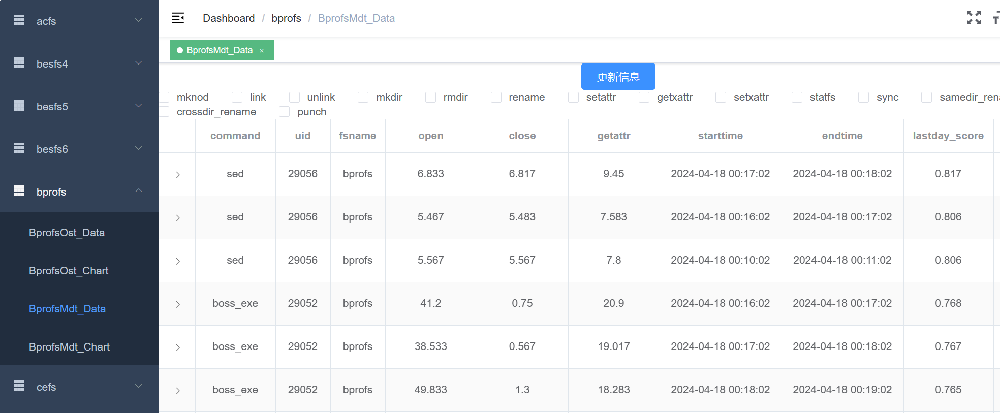 acfs
besfs4
besfs5
besfs6
bprofs
BprofsOst_Data
BprofsOst_Chart
BprofsMdt_Data
BprofsMdt_Chart
cefs
Dashboard / bprofs / BprofsMdt_Data
BprofsMdt_Data ×
更新信息
mknod link unlink mkdir rmdir rename setattr getxattr setxattr statfs sync
crossdir_rename punch
command uid fsname open close getattr starttime endtime lastday_score
sed 29056 bprofs 6.833 6.817 9.45 2024-04-18 00:17:02 2024-04-18 00:18:02 0.817
sed 29056 bprofs 5.467 5.483 7.583 2024-04-18 00:16:02 2024-04-18 00:17:02 0.806
sed 29056 bprofs 5.567 5.567 7.8 2024-04-18 00:10:02 2024-04-18 00:11:02 0.806
boss_exe 29052 bprofs 41.2 0.75 20.9 2024-04-18 00:16:02 2024-04-18 00:17:02 0.768
boss_exe 29052 bprofs 38.533 0.567 19.017 2024-04-18 00:17:02 2024-04-18 00:18:02 0.767
boss_exe 29052 bprofs 49.833 1.3 18.283 2024-04-18 00:18:02 2024-04-18 00:19:02 0.765